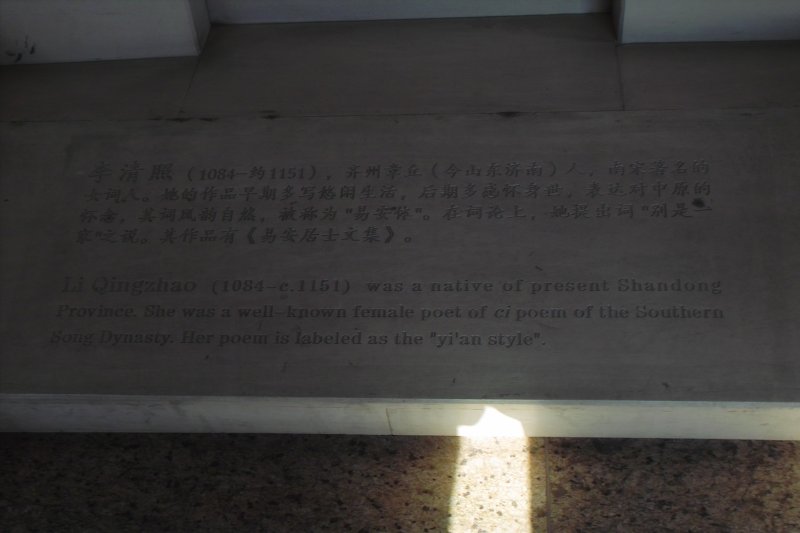 李清照（1084–约1151），齐州章丘（今山东济南）人，南宋著名的
女词人。她的作品早期多写悠闲生活，后期多感怀身世，表达对中原的
怀念，其词风韵自然，被称为"易安体"。在词论上，她提出词"别是一
家"之说。其作品有《易安居士文集》。
Li Qingzhao (1084–c.1151) was a native of present Shandong
Province. She was a well-known female poet of ci poem of the Southern
Song Dynasty. Her poem is labeled as the "yi'an style".